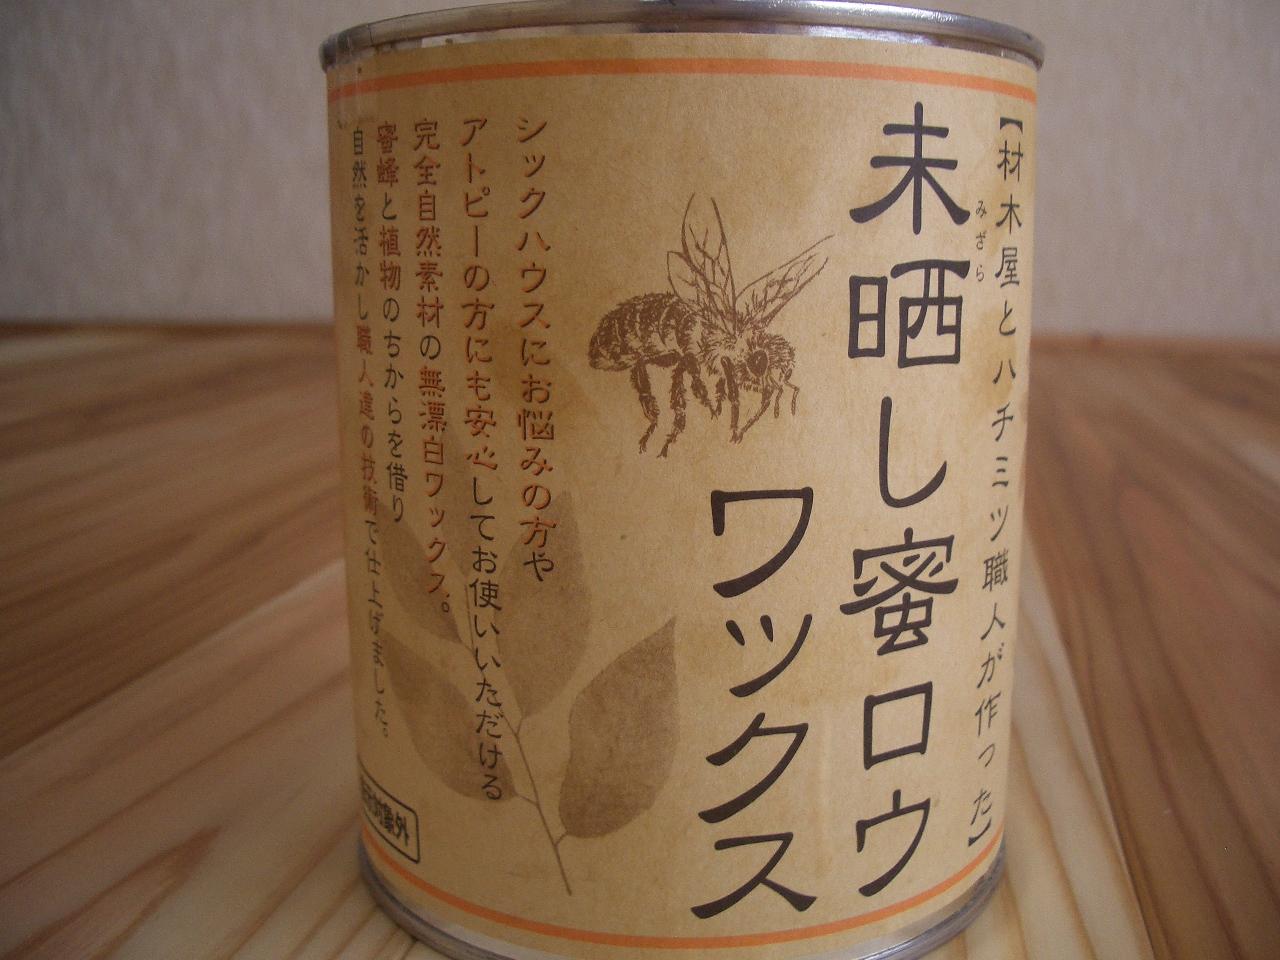 【材木屋とハチミツ職人が作った】
みざら
未晒し蜜ロウ
ワックス
シックハウスにお悩みの方や
アトピーの方にも安心してお使いいただける
完全自然素材の無漂白ワックス。
蜜蜂と植物のちからを借り
自然を活かし職人達の技術で仕上げました。
対象外